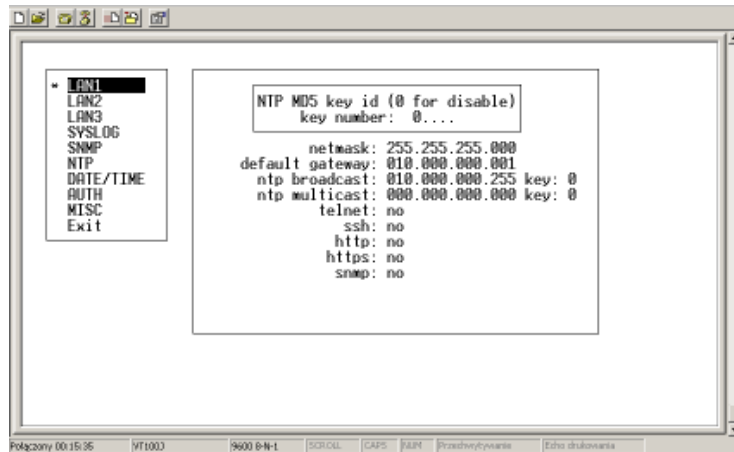 * LAN1
LAN2
LAN3
SYSLOG
SNMP
NTP
DATE/TIME
AUTH
MISC
Exit
NTP MD5 key id (0 for disable)
key number: 0....
netmask: 255.255.255.000
default gateway: 010.000.000.001
ntp broadcast: 010.000.000.255 key: 0
ntp multicast: 000.000.000.000 key: 0
telnet: no
ssh: no
http: no
https: no
snmp: no
Połączony 00:15:35 VT100J 9600 8-N-1 SCROLL CAPS NUM Przechwytywanie Echo drukowania